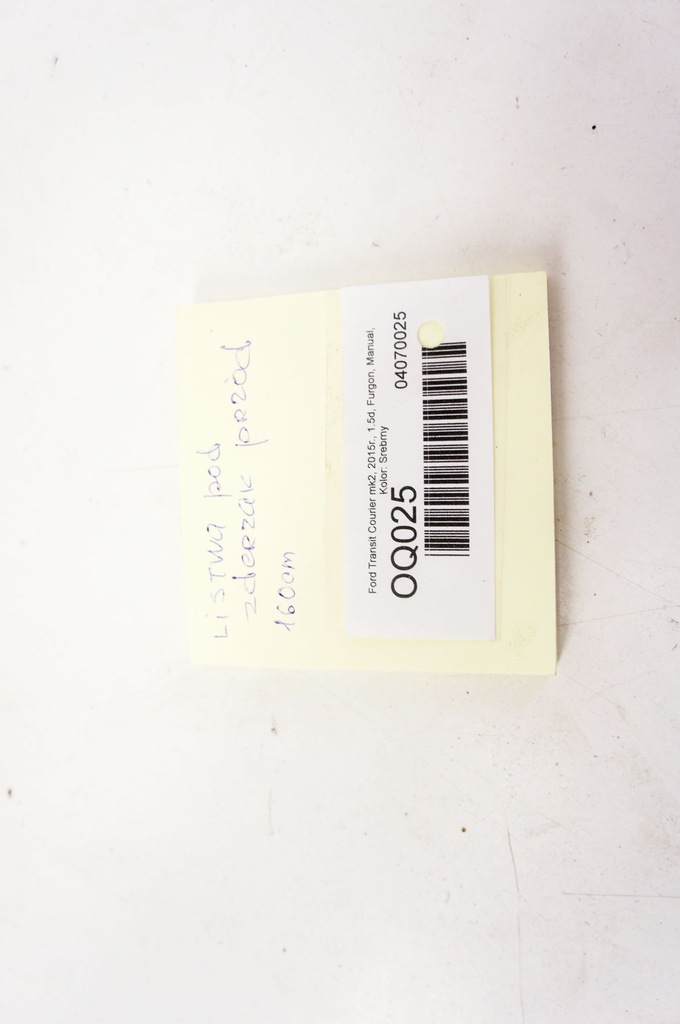 LISTWA pod
zderzak przód
160cm
Ford Transit Courier mk2, 2015r., 1.5d, Furgon, Manual,
Kolor: Srebrny
OQ025 04070025